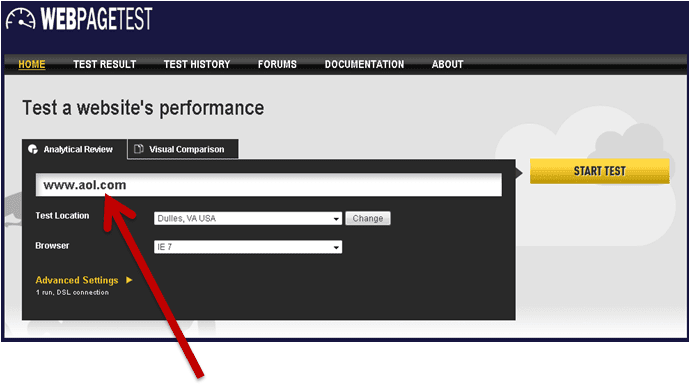 WEBPAGETEST
HOME TEST RESULT TEST HISTORY FORUMS DOCUMENTATION ABOUT
Test a website's performance
Analytical Review Visual Comparison
www.aol.com
START TEST
Test Location Dulles, VA USA Change
Browser IE 7
Advanced Settings
1 run, DSL connection